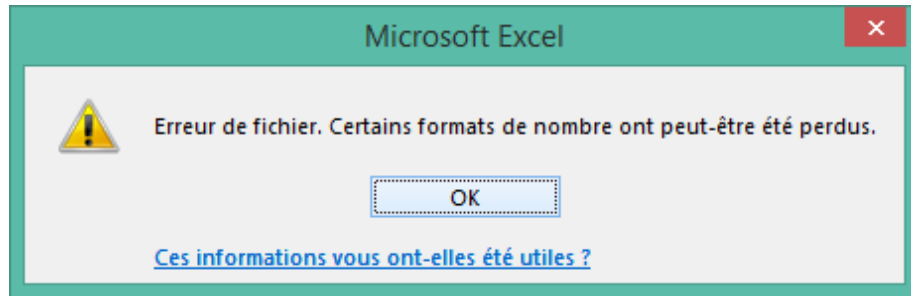 Microsoft Excel
Erreur de fichier. Certains formats de nombre ont peut-être été perdus.
OK
Ces informations vous ont-elles été utiles ?